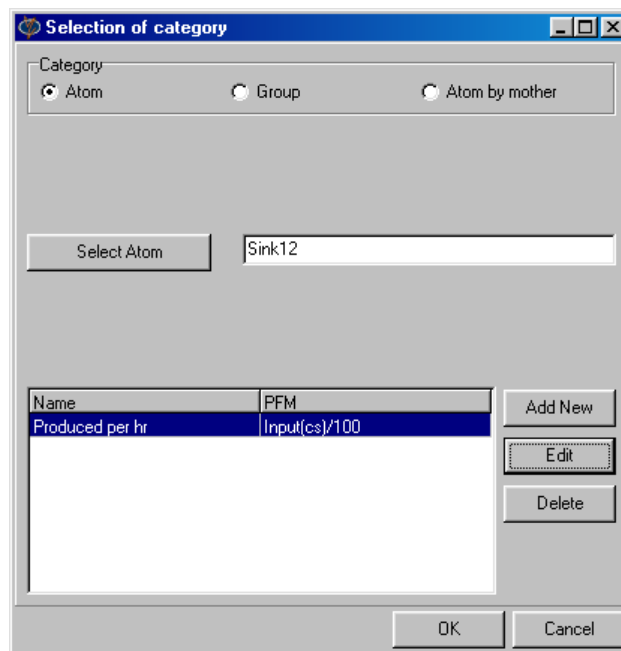 Selection of category
Category
Atom Group Atom by mother
Select Atom Sink12
Name PFM Add New
Produced per hr Input(cs)/100
Edit
Delete
OK Cancel